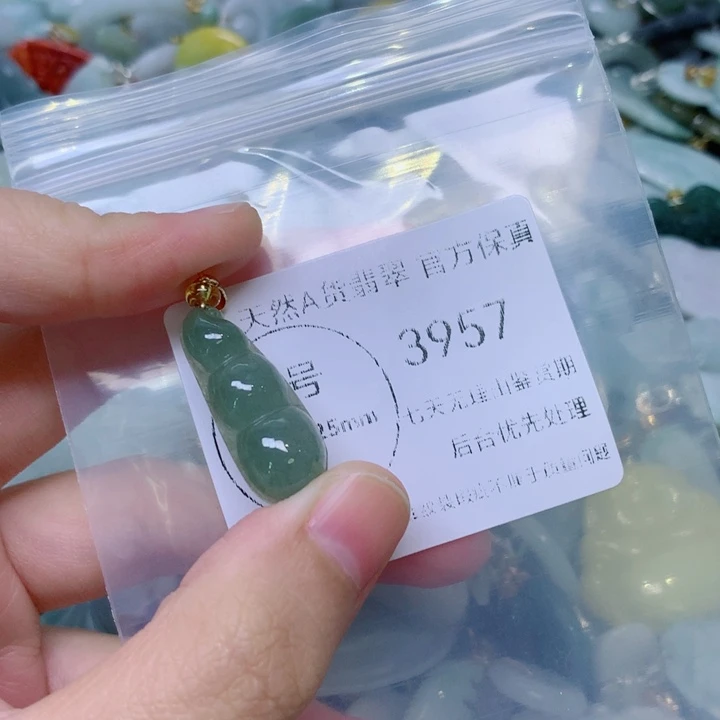 天然A货翡翠 官方保真
号
3957
25mm
七天无理由鉴赏期
后台优先处理